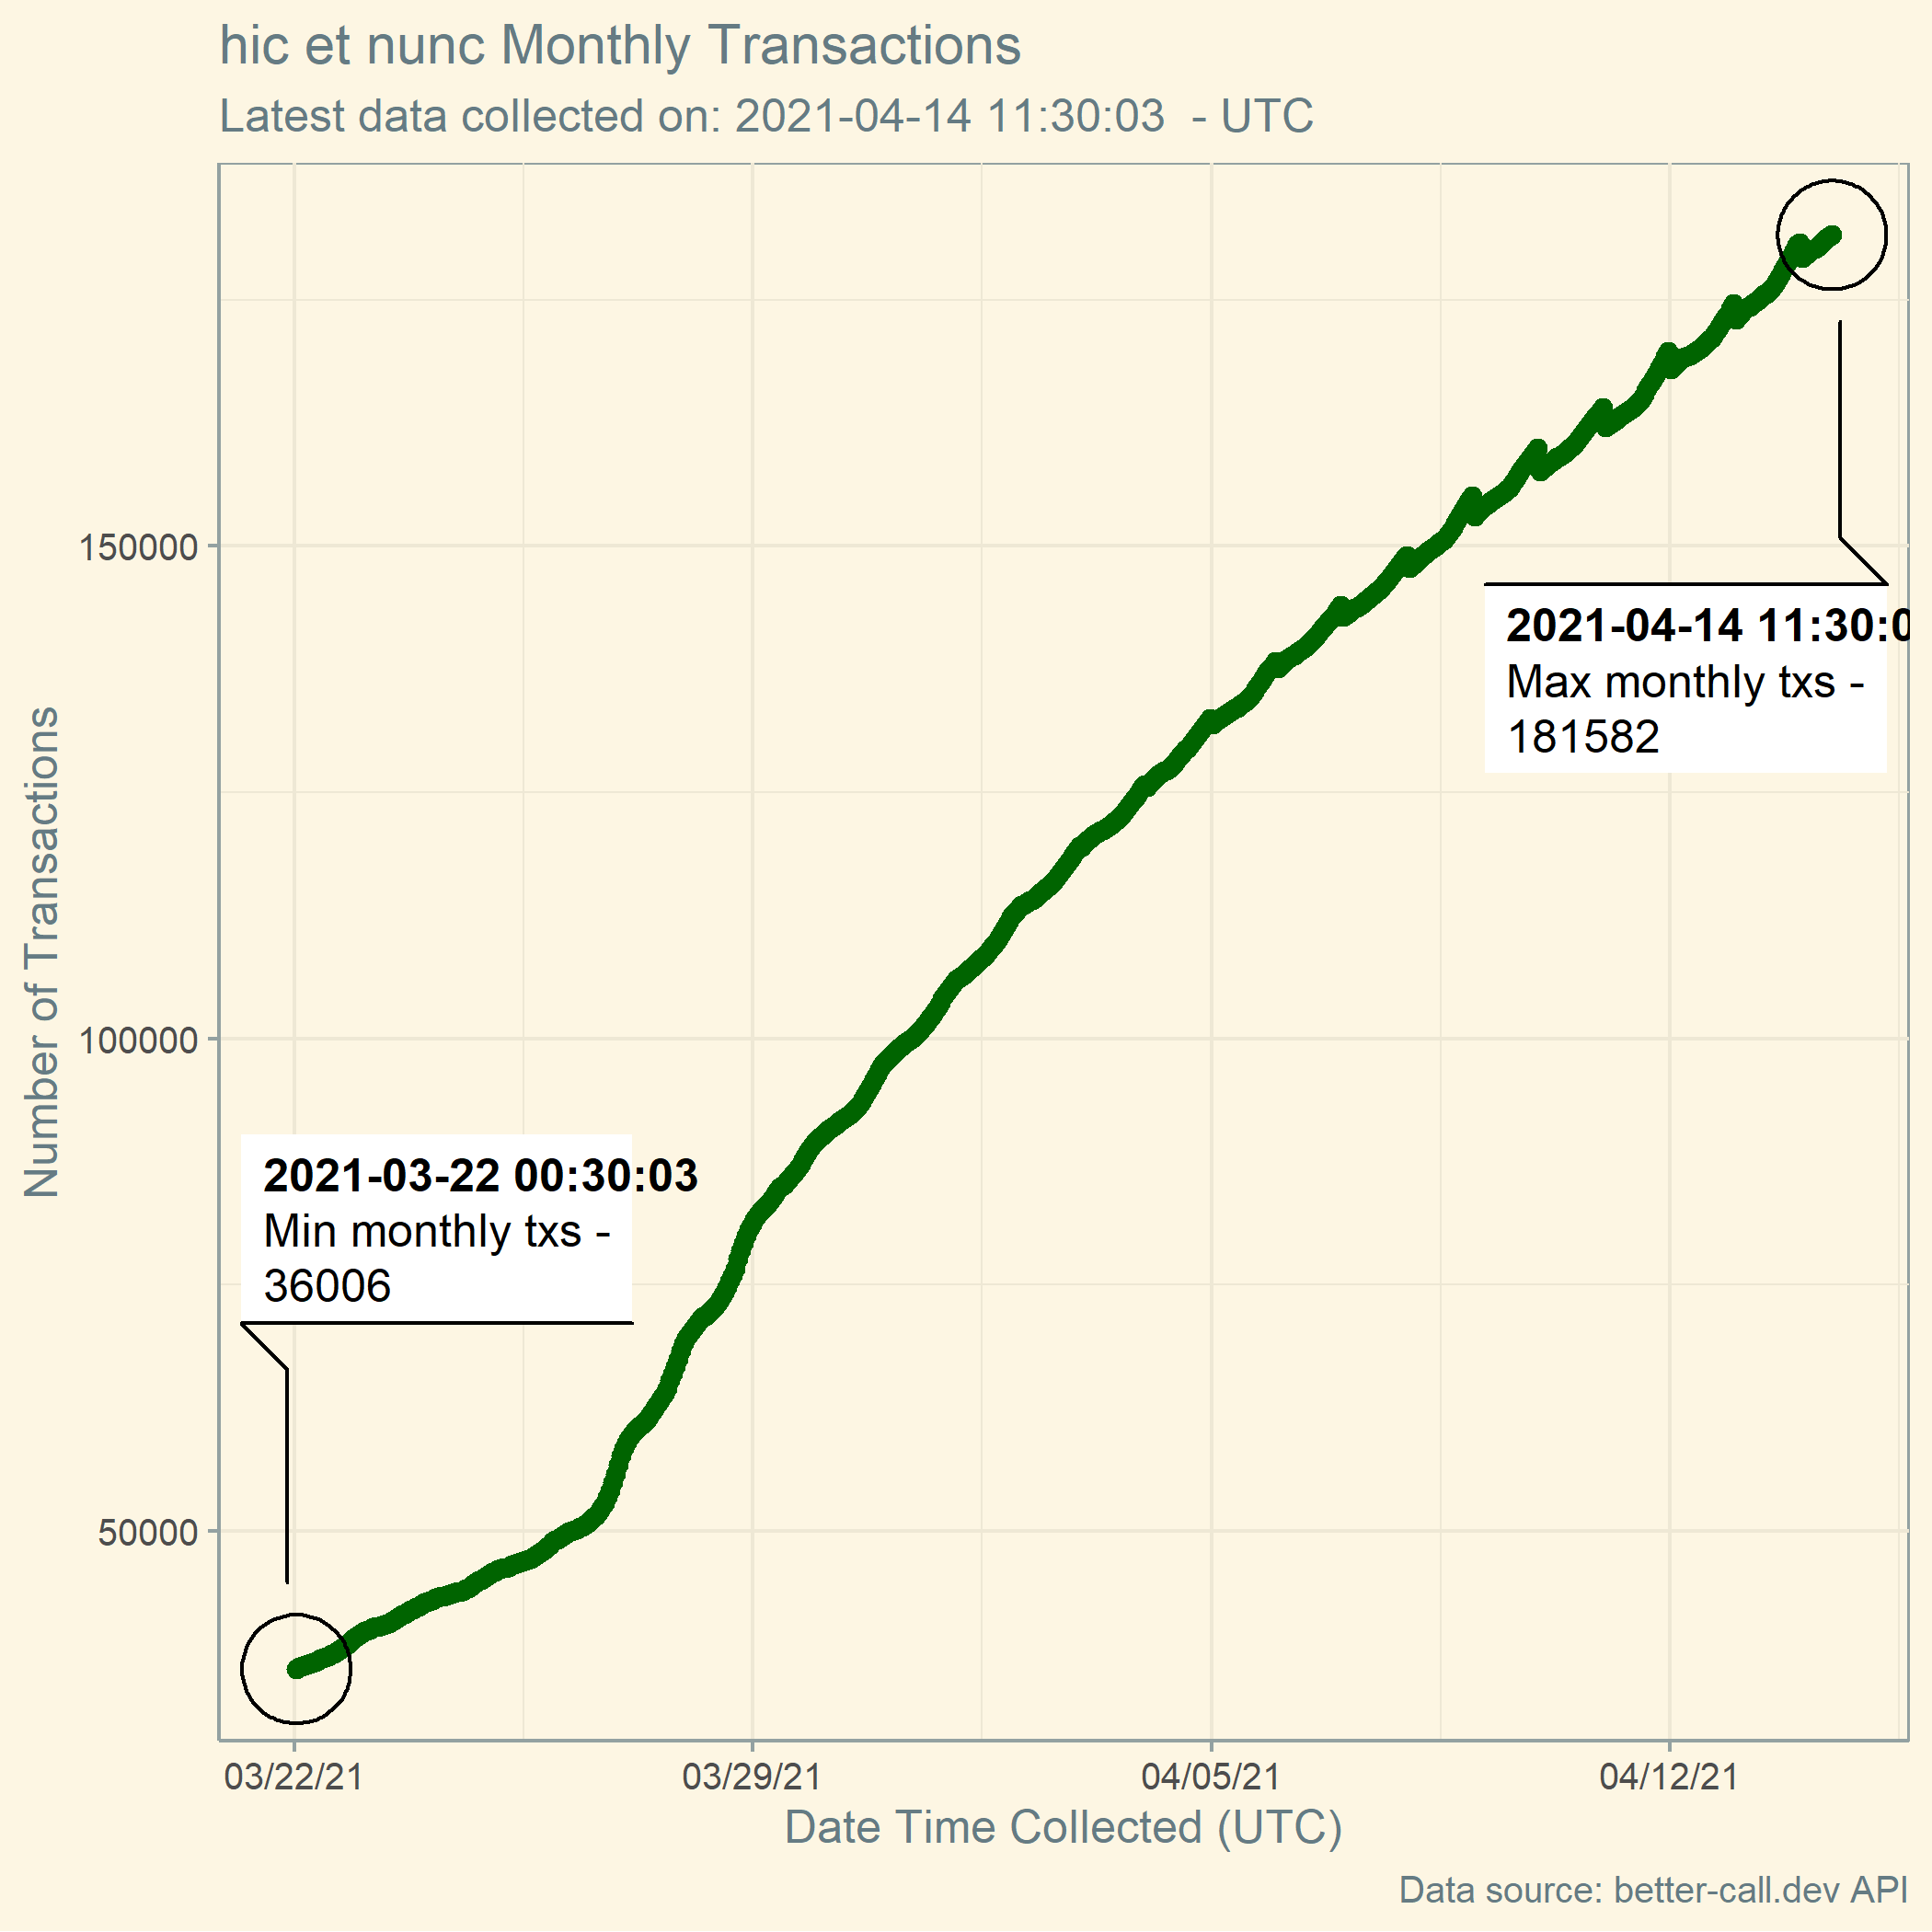 hic et nunc Monthly Transactions
Latest data collected on: 2021-04-14 11:30:03  - UTC
Number of Transactions
150000
100000
50000
2021-04-14 11:30:0
Max monthly txs -
181582
2021-03-22 00:30:03
Min monthly txs -
36006
03/22/21
03/29/21
04/05/21
04/12/21
Date Time Collected (UTC)
Data source: better-call.dev API